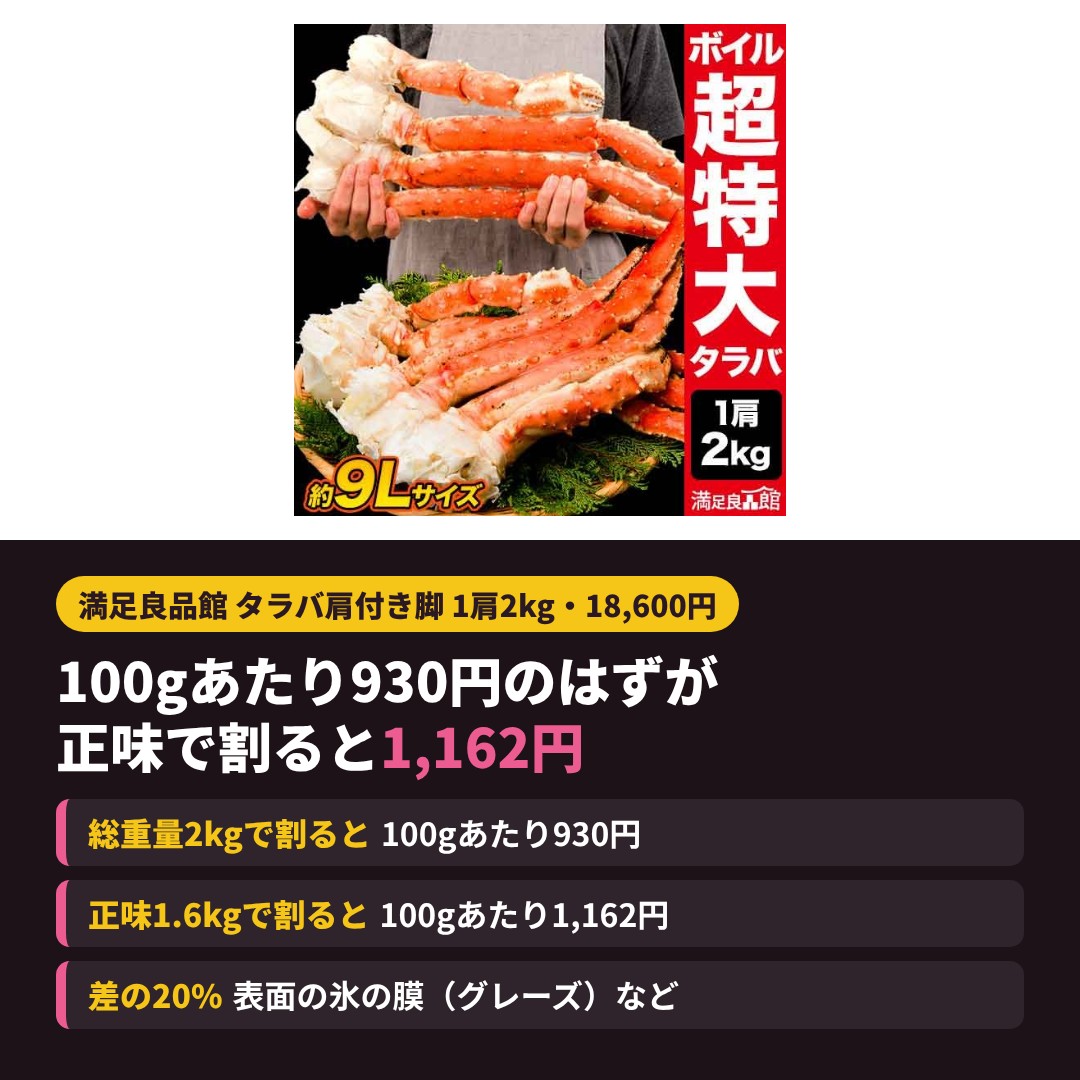 ボイル
超特大
タラバ
1肩
2kg
満足良品館
約9Lサイズ
満足良品館 タラバ肩付き脚 1肩2kg・18,600円
100gあたり930円のはずが
正味で割ると1,162円
総重量2kgで割ると 100gあたり930円
正味1.6kgで割ると 100gあたり1,162円
差の20% 表面の氷の膜（グレーズ）など